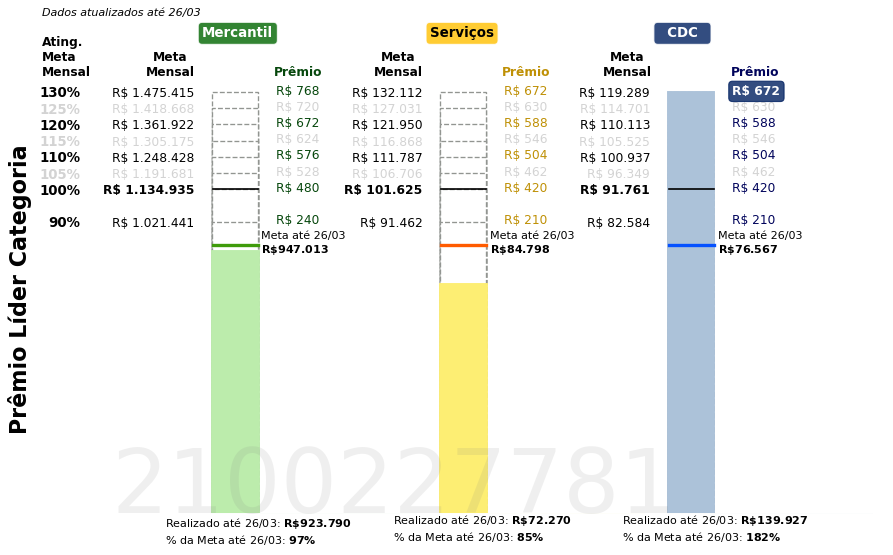 Dados atualizados até 26/03
Mercantil Serviços CDC
Ating.
Meta Meta Meta Meta
Mensal Mensal Prêmio Mensal Prêmio Mensal Prêmio
130% R$ 1.475.415 R$ 768 R$ 132.112 R$ 672 R$ 119.289 R$ 672
125% R$ 1.418.668 R$ 720 R$ 127.031 R$ 630 R$ 114.701 R$ 630
120% R$ 1.361.922 R$ 672 R$ 121.950 R$ 588 R$ 110.113 R$ 588
115% R$ 1.305.175 R$ 624 R$ 116.868 R$ 546 R$ 105.525 R$ 546
110% R$ 1.248.428 R$ 576 R$ 111.787 R$ 504 R$ 100.937 R$ 504
105% R$ 1.191.681 R$ 528 R$ 106.706 R$ 462 R$ 96.349 R$ 462
100% R$ 1.134.935 R$ 480 R$ 101.625 R$ 420 R$ 91.761 R$ 420
90% R$ 1.021.441 R$ 240 R$ 91.462 R$ 210 R$ 82.584 R$ 210
Meta até 26/03 Meta até 26/03 Meta até 26/03
R$947.013 R$84.798 R$76.567
Prêmio Líder Categoria
2100227781
Realizado até 26/03: R$923.790 Realizado até 26/03: R$72.270 Realizado até 26/03: R$139.927
% da Meta até 26/03: 97% % da Meta até 26/03: 85% % da Meta até 26/03: 182%